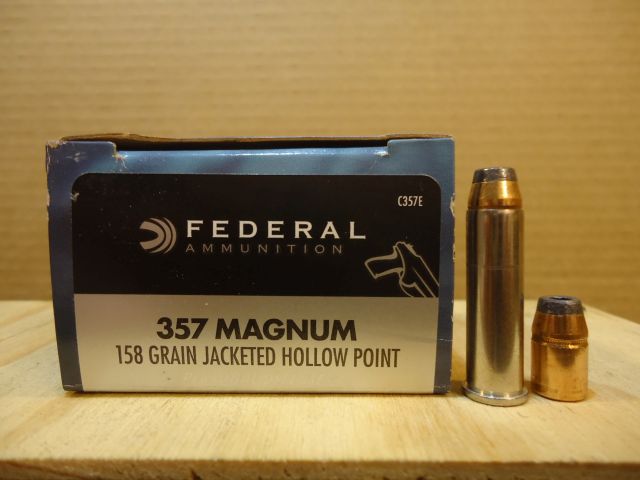 C357E
FEDERAL
AMMUNITION
357 MAGNUM
158 GRAIN JACKETED HOLLOW POINT